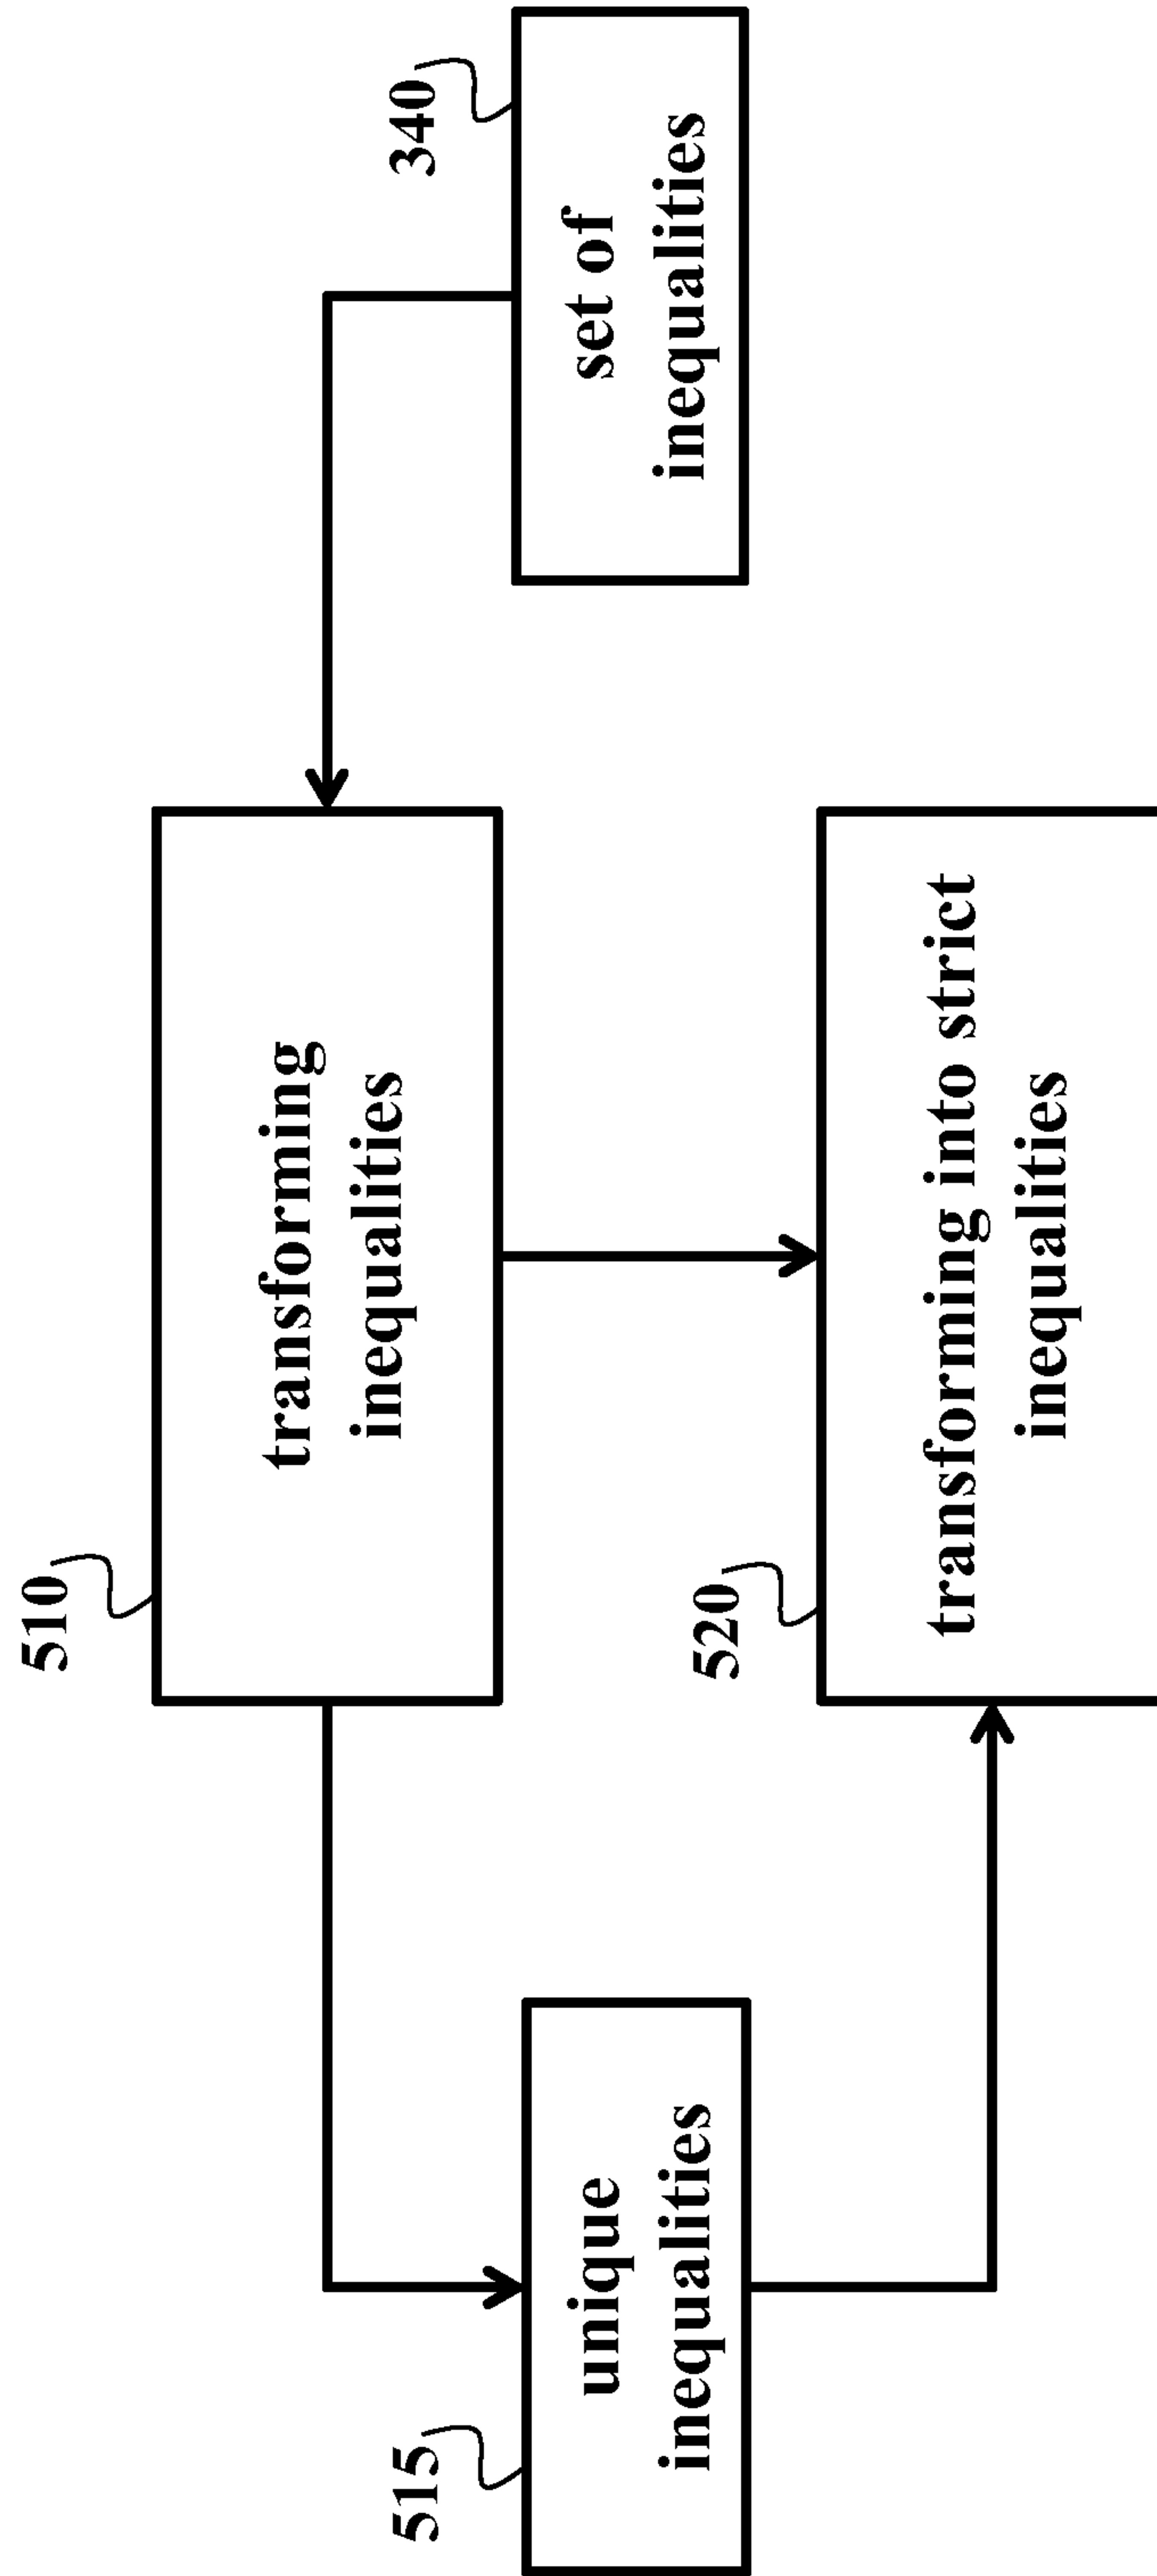 510
transforming
inequalities
340
set of
inequalities
515
unique
inequalities
520
transforming into strict
inequalities